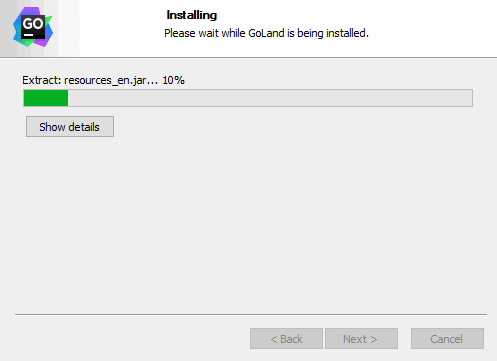 GO
Installing
Please wait while GoLand is being installed.
Extract: resources_en.jar... 10%
Show details
< Back
Next >
Cancel